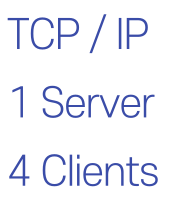 TCP / IP
1 Server
4 Clients